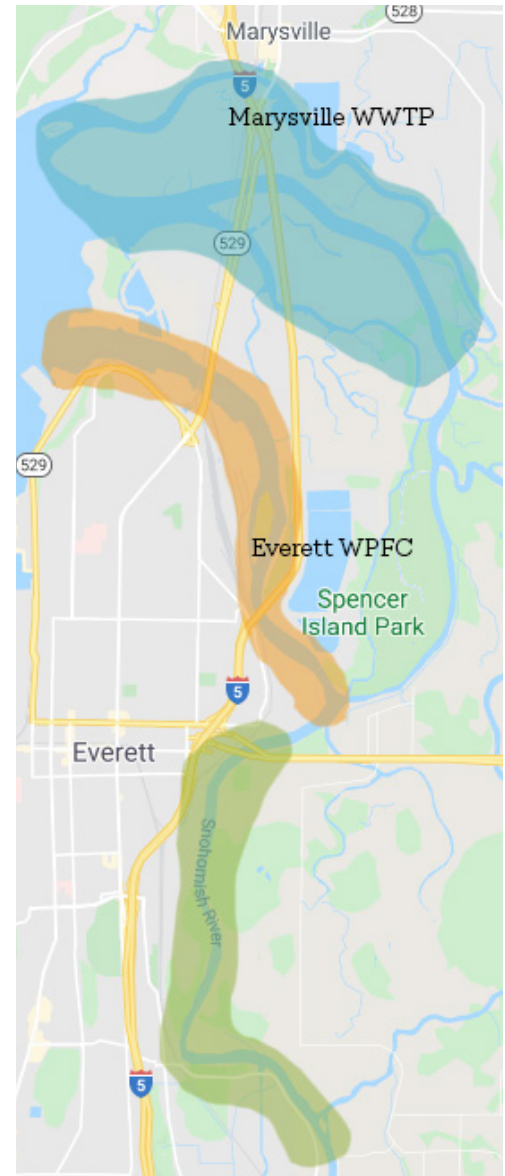 528
Marysville
5
Marysville WWTP
529
529
Everett WPFC
Spencer
Island Park
5
Everett
Snohomish River
5